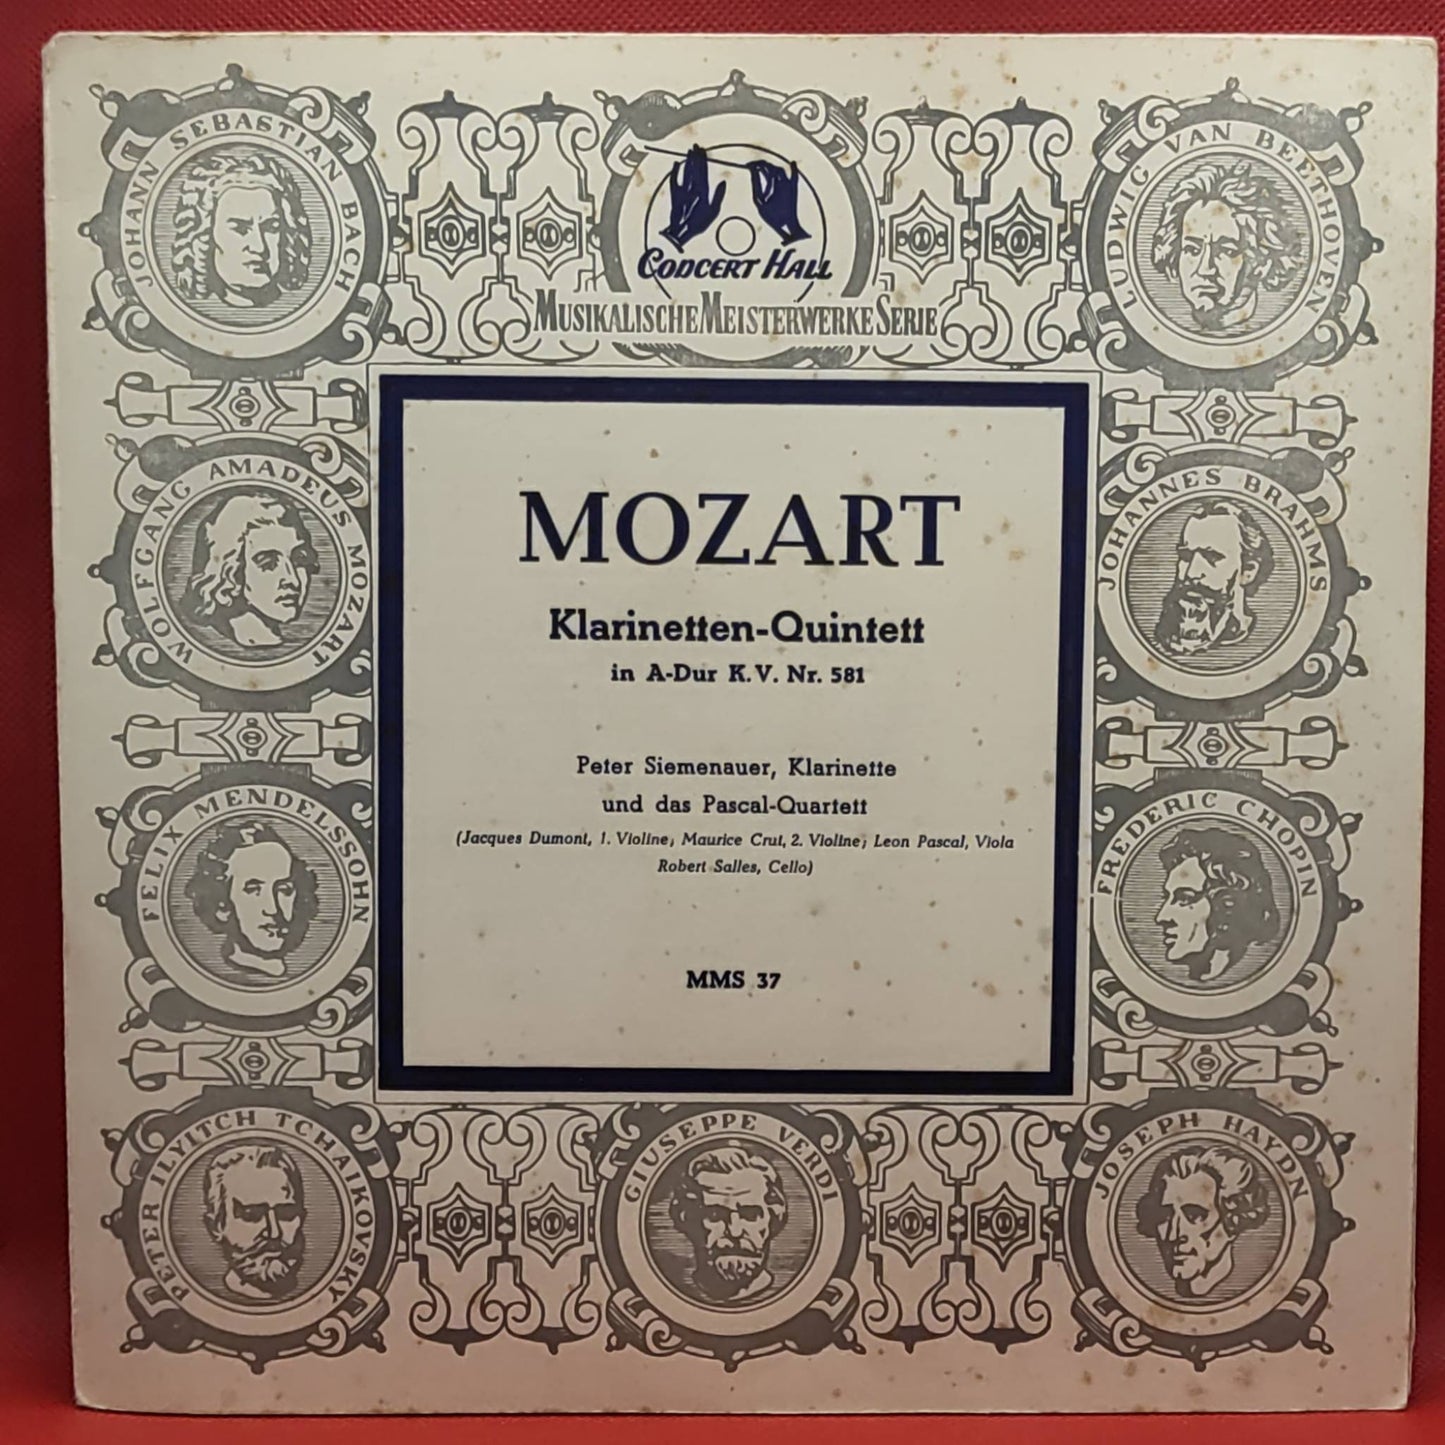 JOHANN SEBASTIAN BACH
CONCERT HALL
MUSIKALISCHE MEISTERWERKE SERIE
LUDWIG VAN BEETHOVEN
WOLFGANG AMADEUS MOZART
JOHANNES BRAHMS
MOZART
Klarinetten-Quintett
in A-Dur K. V. Nr. 581
Peter Siemenauer, Klarinette
und das Pascal-Quartett
(Jacques Dumont, 1. Violine; Maurice Crut, 2. Violine; Leon Pascal, Viola
Robert Salles, Cello)
MMS 37
FELIX MENDELSSOHN
FREDERIC CHOPIN
PETER ILYITCH TCHAIKOVSKY
GIUSEPPE VERDI
JOSEPH HAYDN